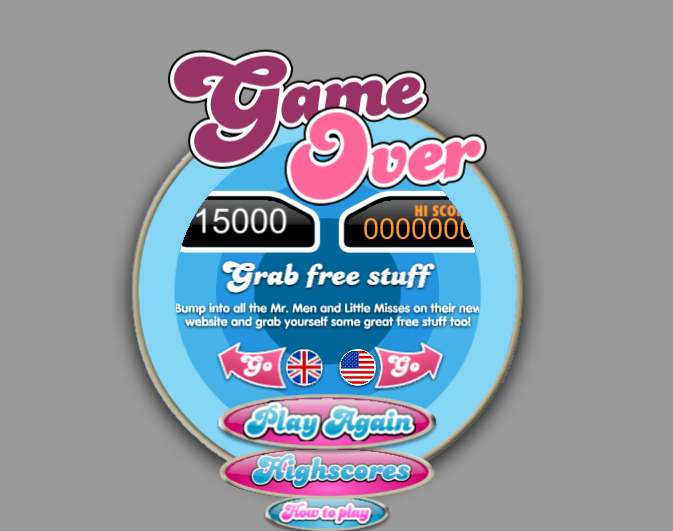 Game
Over
15000
HI SCO
0000000
Grab free stuff
Bump into all the Mr. Men and Little Misses on their new
website and grab yourself some great free stuff too!
Go
Go
Play Again
Highscores
How to play